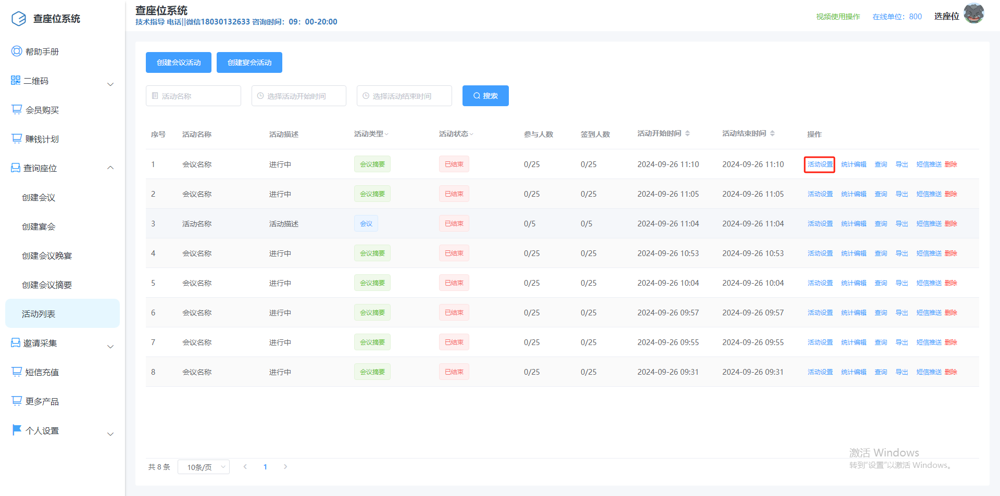 查座位系统
帮助手册
二维码
会员购买
赚钱计划
查询座位
创建会议
创建宴会
创建会议晚宴
创建会议摘要
活动列表
邀请采集
短信充值
更多产品
个人设置
查座位系统
技术指导 电话||微信18030132633 咨询时间：09：00-20:00
视频使用操作 在线单位：800 选座位
创建会议活动 创建宴会活动
活动名称 选择活动开始时间 选择活动结束时间 搜索
序号 活动名称 活动描述 活动类型 活动状态 参与人数 签到人数 活动开始时间 活动结束时间 操作
1 会议名称 进行中 会议摘要 已结束 0/25 0/25 2024-09-26 11:10 2024-09-26 11:10 活动设置 统计编辑 查询 导出 短信推送 删除
2 会议名称 进行中 会议摘要 已结束 0/25 0/25 2024-09-26 11:05 2024-09-26 11:05 活动设置 统计编辑 查询 导出 短信推送 删除
3 活动名称 活动描述 会议 已结束 0/5 0/5 2024-09-26 11:04 2024-09-26 11:04 活动设置 统计编辑 查询 导出 短信推送 删除
4 会议名称 进行中 会议摘要 已结束 0/25 0/25 2024-09-26 10:53 2024-09-26 10:53 活动设置 统计编辑 查询 导出 短信推送 删除
5 会议名称 进行中 会议摘要 已结束 0/25 0/25 2024-09-26 10:04 2024-09-26 10:04 活动设置 统计编辑 查询 导出 短信推送 删除
6 会议名称 进行中 会议摘要 已结束 0/25 0/25 2024-09-26 09:57 2024-09-26 09:57 活动设置 统计编辑 查询 导出 短信推送 删除
7 会议名称 进行中 会议摘要 已结束 0/25 0/25 2024-09-26 09:55 2024-09-26 09:55 活动设置 统计编辑 查询 导出 短信推送 删除
8 会议名称 进行中 会议摘要 已结束 0/25 0/25 2024-09-26 09:31 2024-09-26 09:31 活动设置 统计编辑 查询 导出 短信推送 删除
共 8 条 10条/页 1
激活 Windows
转到"设置"以激活 Windows。